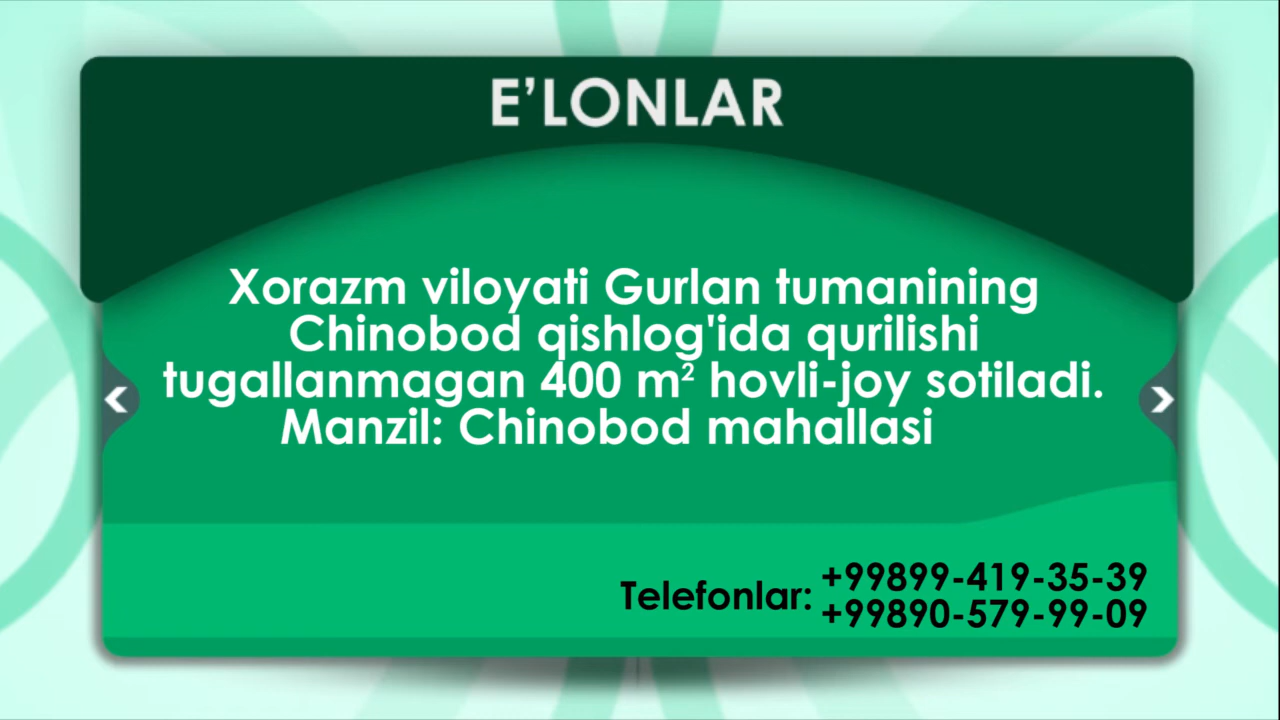 E’LONLAR
Xorazm viloyati Gurlan tumanining
Chinobod qishlog'ida qurilishi
tugallanmagan 400 m² hovli-joy sotiladi.
Manzil: Chinobod mahallasi
Telefonlar: +99899-419-35-39
+99890-579-99-09